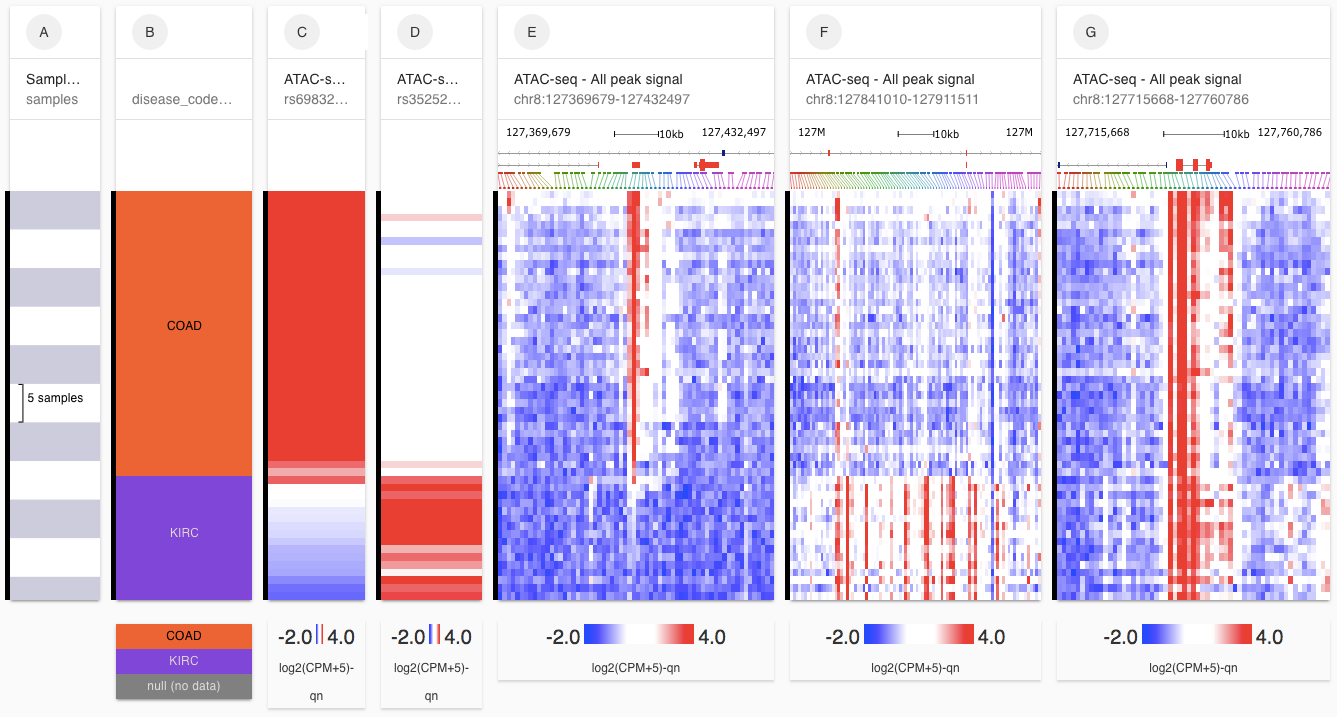 A
B
C
D
E
F
G
Sampl...
samples
disease_code...
ATAC-s...
rs69832...
ATAC-s...
rs35252...
ATAC-seq - All peak signal
chr8:127369679-127432497
ATAC-seq - All peak signal
chr8:127841010-127911511
ATAC-seq - All peak signal
chr8:127715668-127760786
127,369,679 10kb 127,432,497
127M 10kb 127M
127,715,668 10kb 127,760,786
5 samples
COAD
KIRC
COAD
KIRC
null (no data)
-2.0 4.0
log2(CPM+5)-
qn
-2.0 4.0
log2(CPM+5)-
qn
-2.0 4.0
log2(CPM+5)-qn
-2.0 4.0
log2(CPM+5)-qn
-2.0 4.0
log2(CPM+5)-qn